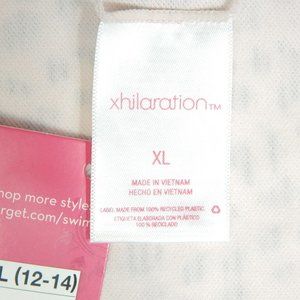 xhilaration™
XL
MADE IN VIETNAM
HECHO EN VIETNAM
LABEL MADE FROM 100% RECYCLED PLASTIC.
ETIQUETA ELABORADA CON PLÁSTICO
100 % RECICLADO
hop more style
rget.com/swim
L (12-14)